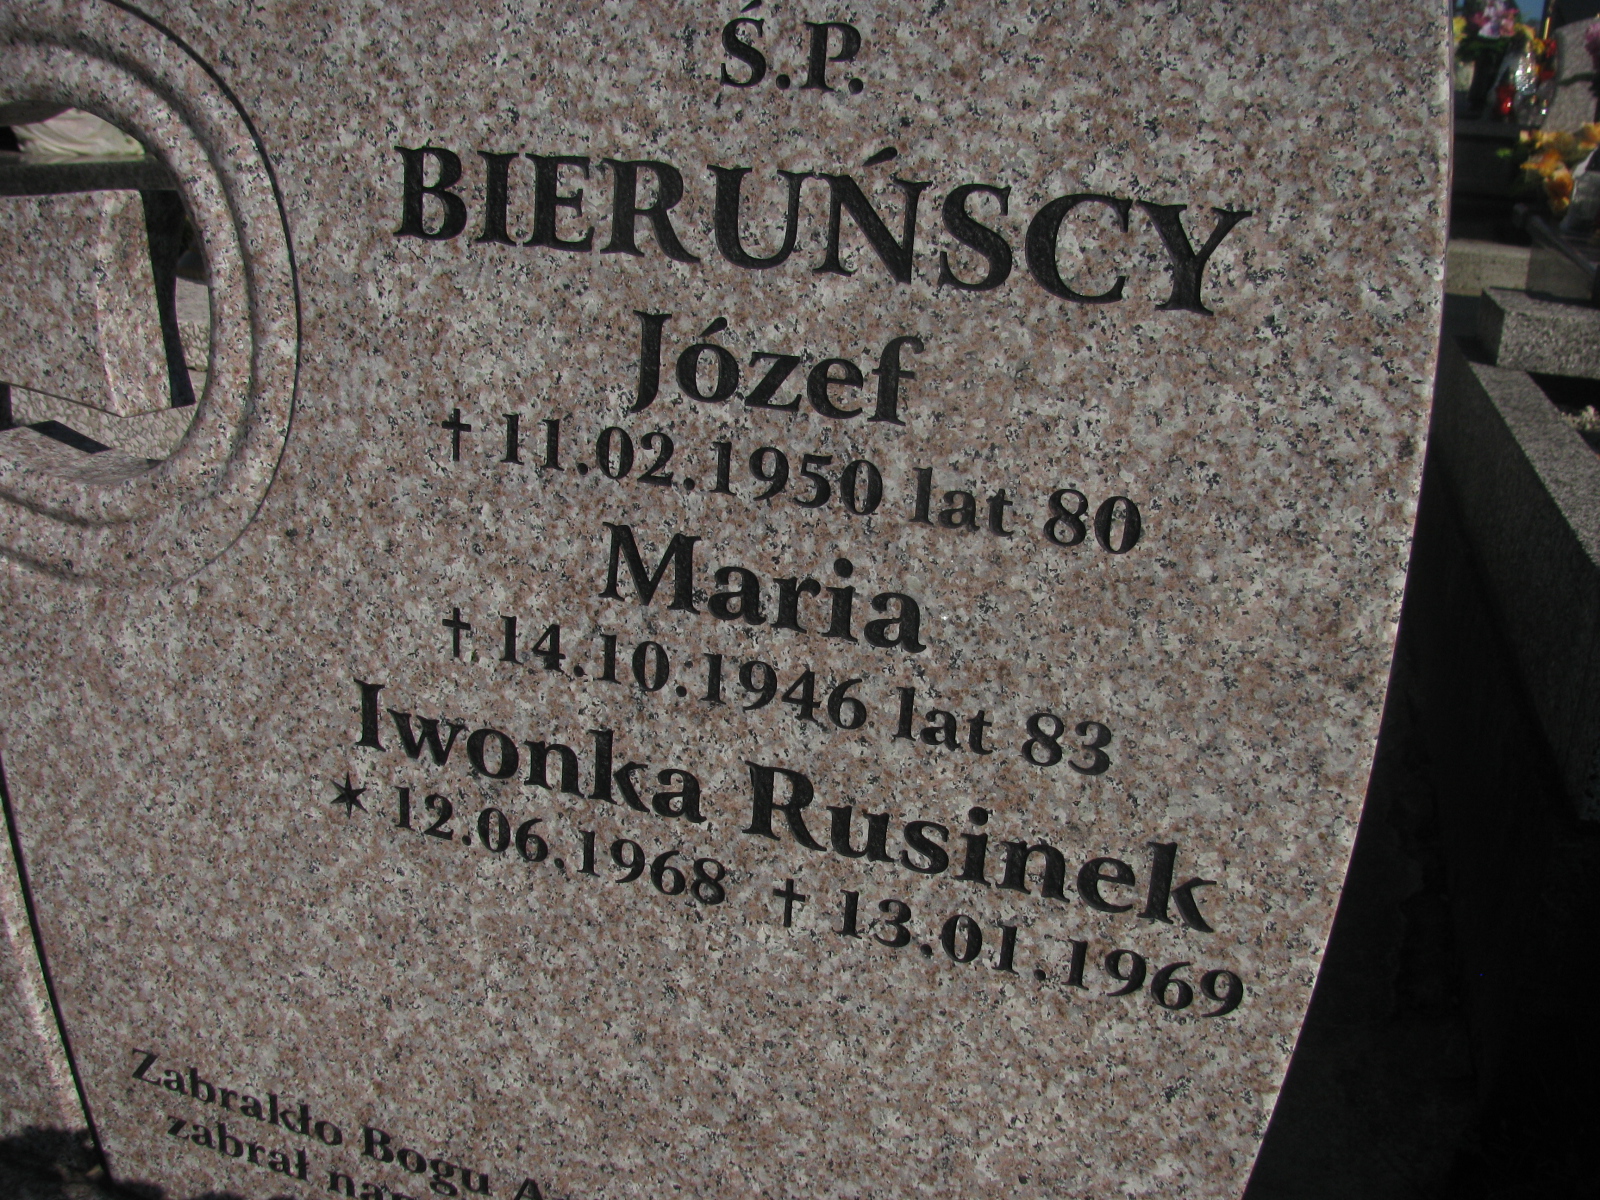 Ś.P.
BIERUŃSCY
Józef
† 11.02.1950 lat 80
Maria
† 14.10.1946 lat 83
Iwonka Rusinek
✶ 12.06.1968 † 13.01.1969
Zabrakło Bogu
zabrał